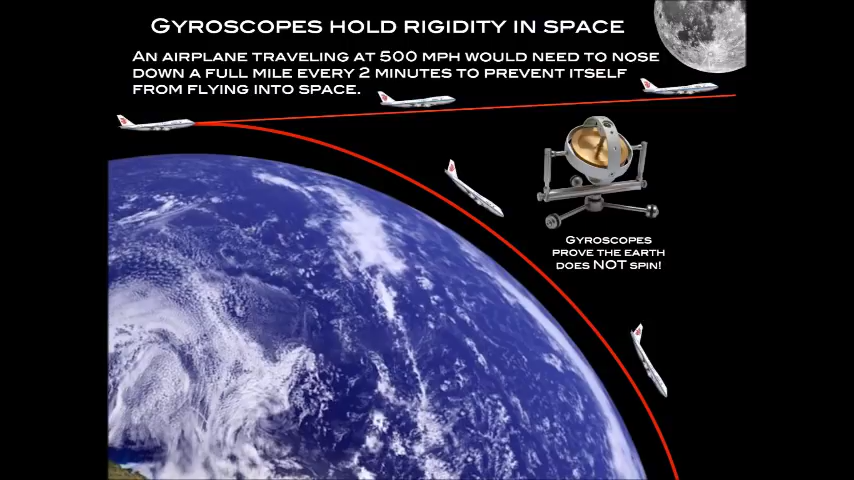 Gyroscopes hold rigidity in space
An airplane traveling at 500 mph would need to nose
down a full mile every 2 minutes to prevent itself
from flying into space.
Gyroscopes
prove the earth
does NOT spin!